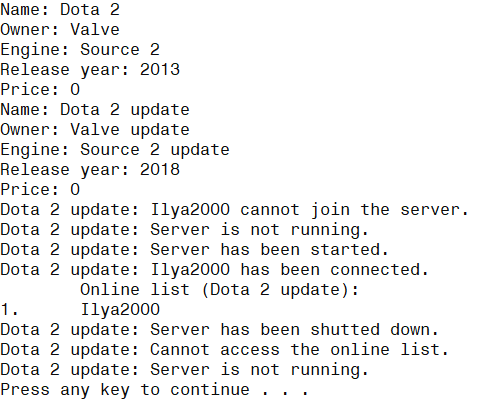 Name: Dota 2
Owner: Valve
Engine: Source 2
Release year: 2013
Price: 0
Name: Dota 2 update
Owner: Valve update
Engine: Source 2 update
Release year: 2018
Price: 0
Dota 2 update: Ilya2000 cannot join the server.
Dota 2 update: Server is not running.
Dota 2 update: Server has been started.
Dota 2 update: Ilya2000 has been connected.
        Online list (Dota 2 update):
1.      Ilya2000
Dota 2 update: Server has been shutted down.
Dota 2 update: Cannot access the online list.
Dota 2 update: Server is not running.
Press any key to continue . . .